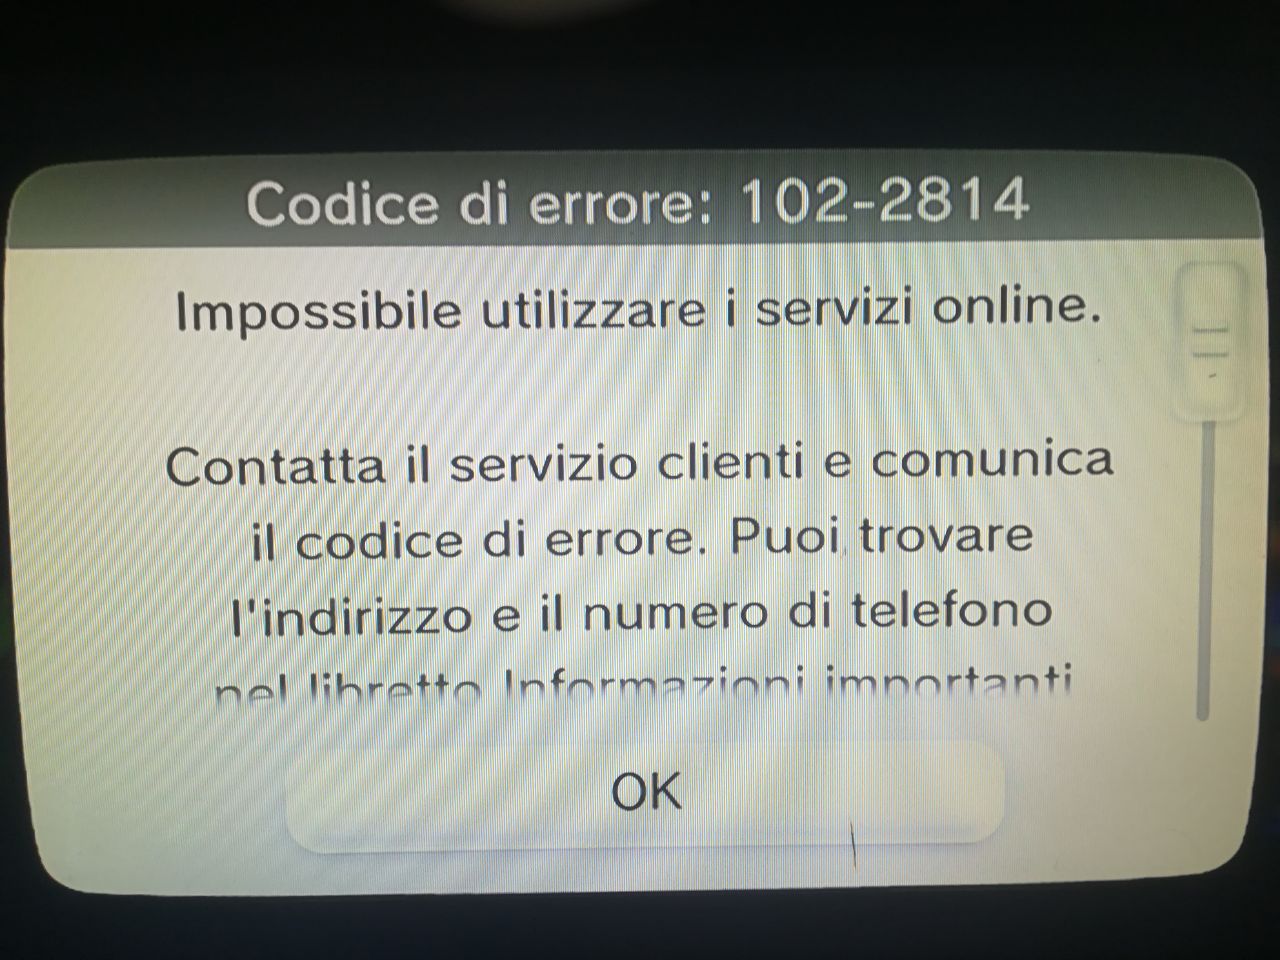 Codice di errore: 102-2814
Impossibile utilizzare i servizi online.
Contatta il servizio clienti e comunica
il codice di errore. Puoi trovare
l'indirizzo e il numero di telefono
nel libretto Informazioni importanti
OK